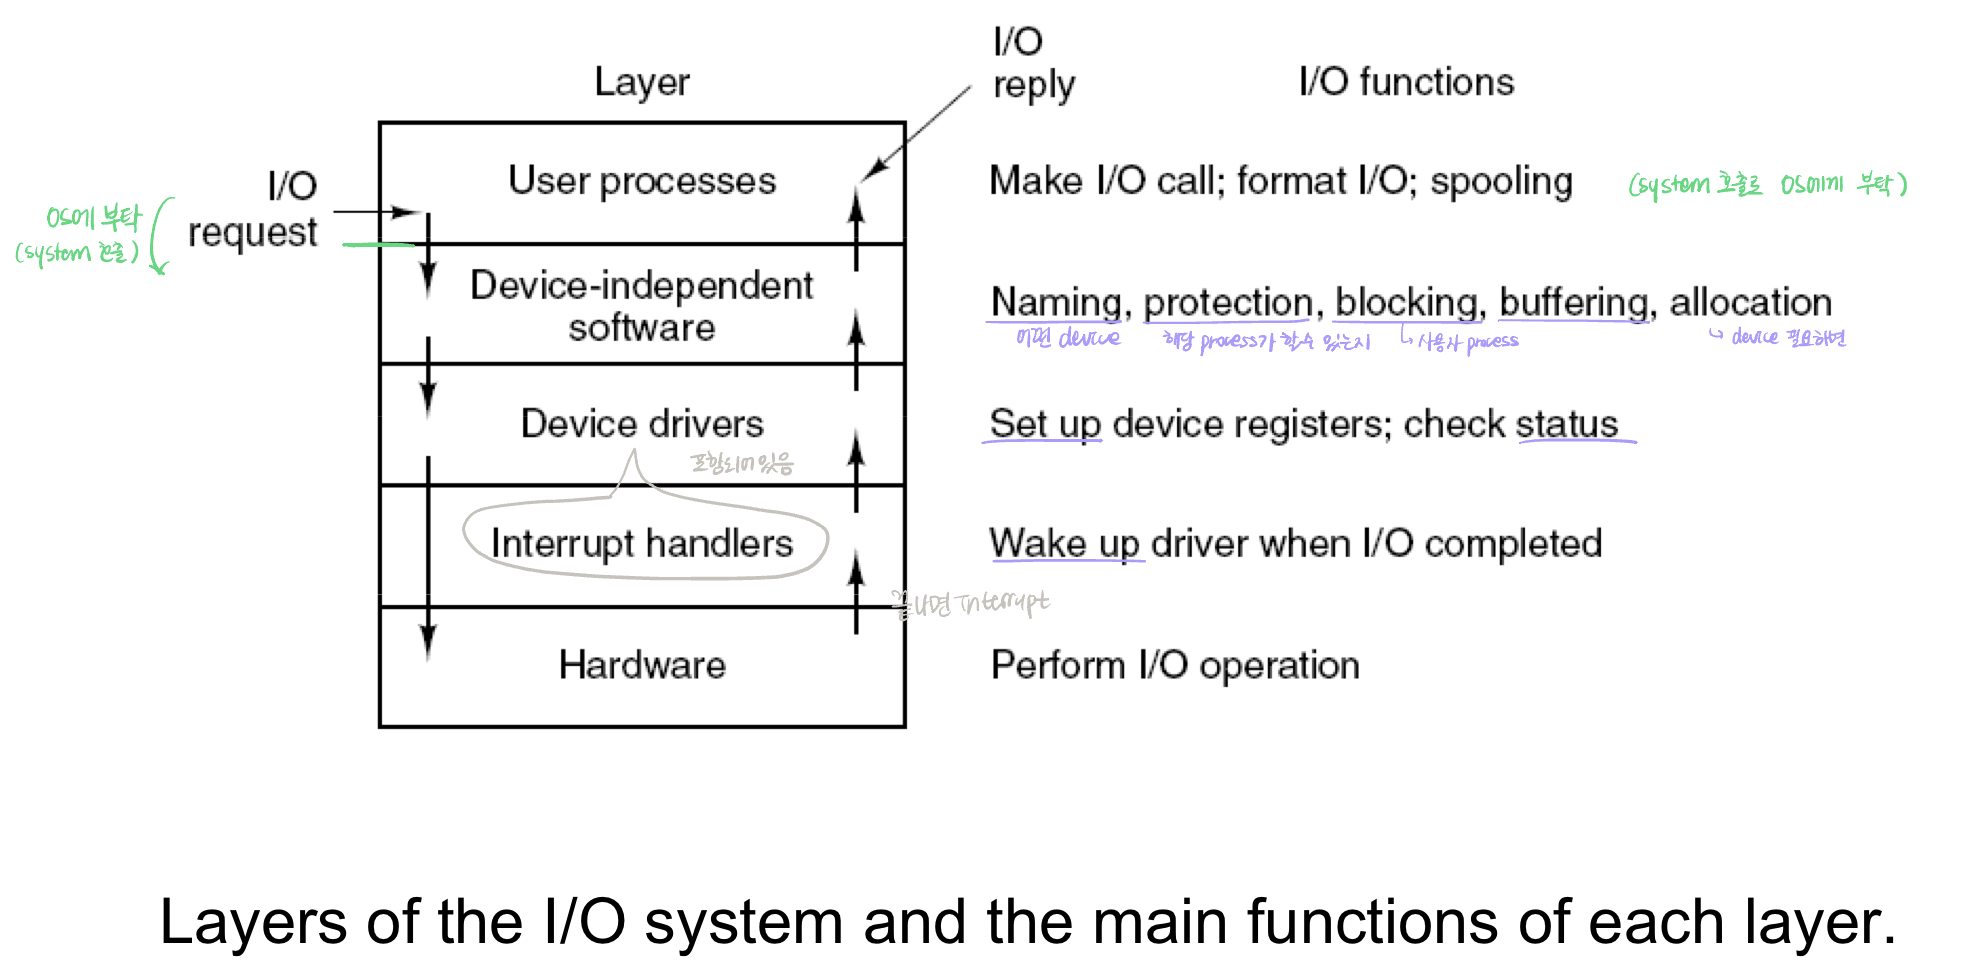 I/O
reply
Layer
I/O functions
User processes
Make I/O call; format I/O; spooling
(system 호출로 OS에게 부탁)
I/O
request
OS에 부탁
(system 호출)
Device-independent
software
Naming, protection, blocking, buffering, allocation
어떤 device
해당 process가 할수 있는지
사용자 process
device 필요하면
Device drivers
Set up device registers; check status
포함되어있음
Interrupt handlers
Wake up driver when I/O completed
끝나면 Interrupt
Hardware
Perform I/O operation
Layers of the I/O system and the main functions of each layer.